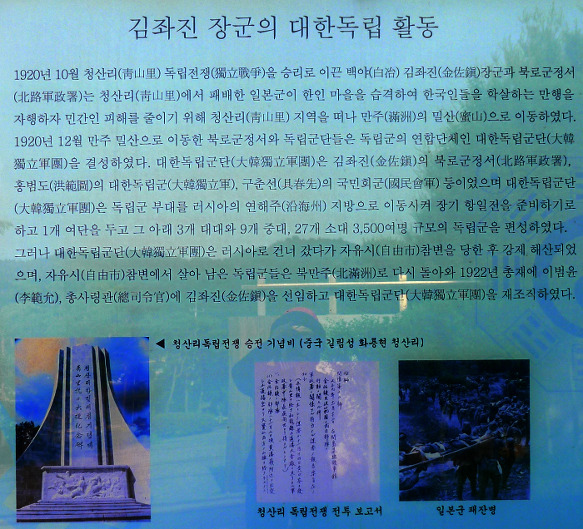 김좌진 장군의 대한독립 활동
1920년 10월 청산리(靑山里) 독립전쟁(獨立戰爭)을 승리로 이끈 백야(白冶) 김좌진(金佐鎭)장군과 북로군정서
(北路軍政署)는 청산리(靑山里)에서 패배한 일본군이 한인 마을을 습격하여 한국인들을 학살하는 만행을
자행하자 민간인 피해를 줄이기 위해 청산리(靑山里) 지역을 떠나 만주(滿洲)의 밀산(蜜山)으로 이동하였다.
1920년 12월 만주 밀산으로 이동한 북로군정서와 독립군단들은 독립군의 연합단체인 대한독립군단(大韓
獨立軍團)을 결성하였다. 대한독립군단(大韓獨立軍團)은 김좌진(金佐鎭)의 북로군정서(北路軍政署),
홍범도(洪範圖)의 대한독립군(大韓獨立軍), 구춘선(具春先)의 국민회군(國民會軍) 등이었으며 대한독립군단
(大韓獨立軍團)은 독립군 부대를 러시아의 연해주(沿海州) 지방으로 이동시켜 장기 항일전을 준비하기로
하고 1개 여단을 두고 그 아래 3개 대대와 9개 중대, 27개 소대 3,500여명 규모의 독립군을 편성하였다.
그러나 대한독립군단(大韓獨立軍團)은 러시아로 건너 갔다가 자유시(自由市)참변을 당한 후 강제 해산되었
으며, 자유시(自由市)참변에서 살아 남은 독립군들은 북만주(北滿洲)로 다시 돌아와 1922년 총재에 이범윤
(李範允), 총사령관(總司令官)에 김좌진(金佐鎭)을 선임하고 대한독립군단(大韓獨立軍團)을 재조직하였다.
◀ 청산리독립전쟁 승전 기념비 (중국 길림성 화룡현 청산리)
청산리 독립전쟁 전투 보고서
일본군 패잔병